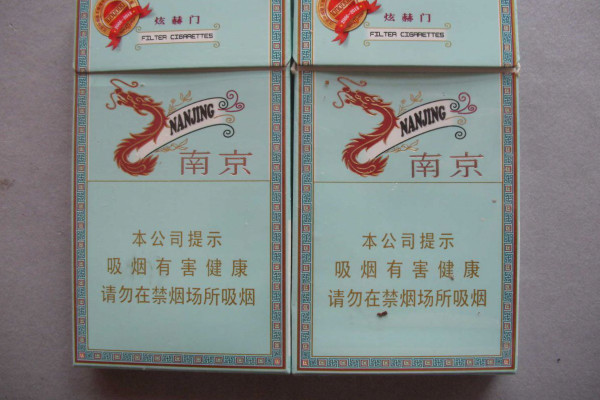 炫赫门
FILTER CIGARETTES
NANJING
南京
本公司提示
吸烟有害健康
请勿在禁烟场所吸烟
炫赫门
FILTER CIGARETTES
NANJING
南京
本公司提示
吸烟有害健康
请勿在禁烟场所吸烟